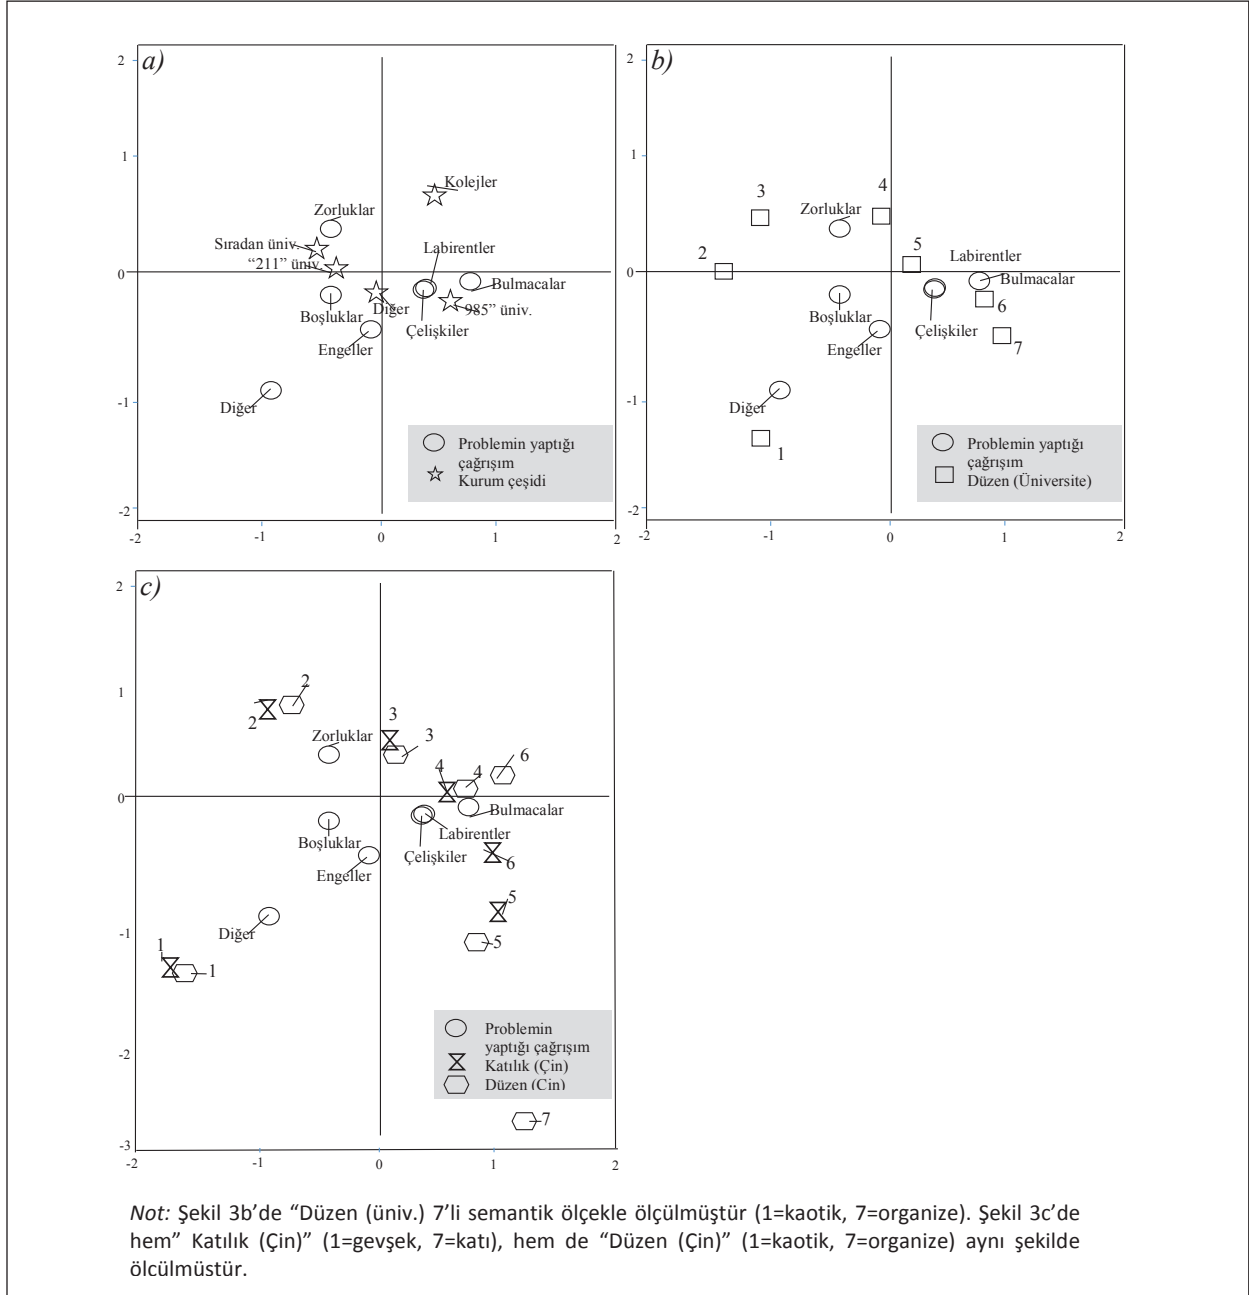 a)
2
1
0
-1
-2
Kolejler
Zorluklar
Sıradan üniv.
Labirentler
“211” üniv.
Bulmacalar
Diğer
985” üniv.
Boşluklar
Çelişkiler
Engeller
Diğer
Problemin yaptığı
çağrışım
Kurum çeşidi
-2
-1
0
1
2
b)
2
1
0
-1
-2
3
4
Zorluklar
5
2
Labirentler
Bulmacalar
6
Boşluklar
Çelişkiler
Engeller
7
Diğer
1
Problemin yaptığı
çağrışım
Düzen (Üniversite)
-2
-1
0
1
2
c)
2
1
0
-1
-2
-3
2
2
3
Zorluklar
3
6
4
4
Bulmacalar
Labirentler
Boşluklar
Çelişkiler
6
Engeller
5
Diğer
5
1
1
Problemin
yaptığı çağrışım
Katılık (Çin)
Düzen (Çin)
7
-2
-1
0
1
2
Not: Şekil 3b’de “Düzen (üniv.) 7’li semantik ölçekle ölçülmüştür (1=kaotik, 7=organize). Şekil 3c’de
hem” Katılık (Çin)” (1=gevşek, 7=katı), hem de “Düzen (Çin)” (1=kaotik, 7=organize) aynı şekilde
ölçülmüştür.